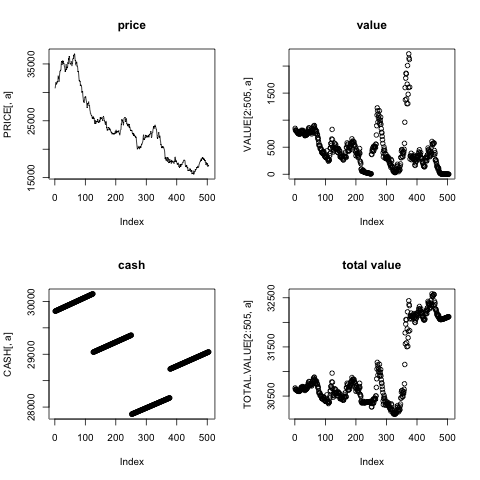 price
PRICE[, a]
15000
25000
35000
0 100 200 300 400 500
Index
value
VALUE[2:505, a]
0
500
1500
0 100 200 300 400 500
Index
cash
CASH[, a]
28000
29000
30000
0 100 200 300 400 500
Index
total value
TOTAL.VALUE[2:505, a]
30500
31500
32500
0 100 200 300 400 500
Index